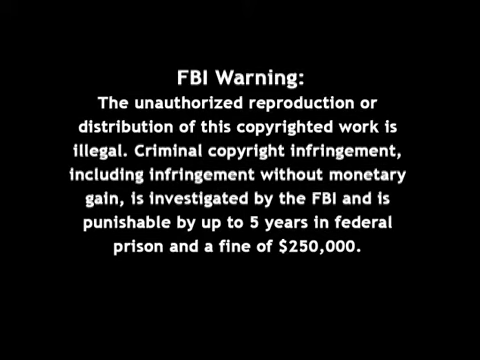 FBI Warning:
The unauthorized reproduction or
distribution of this copyrighted work is
illegal. Criminal copyright infringement,
including infringement without monetary
gain, is investigated by the FBI and is
punishable by up to 5 years in federal
prison and a fine of $250,000.